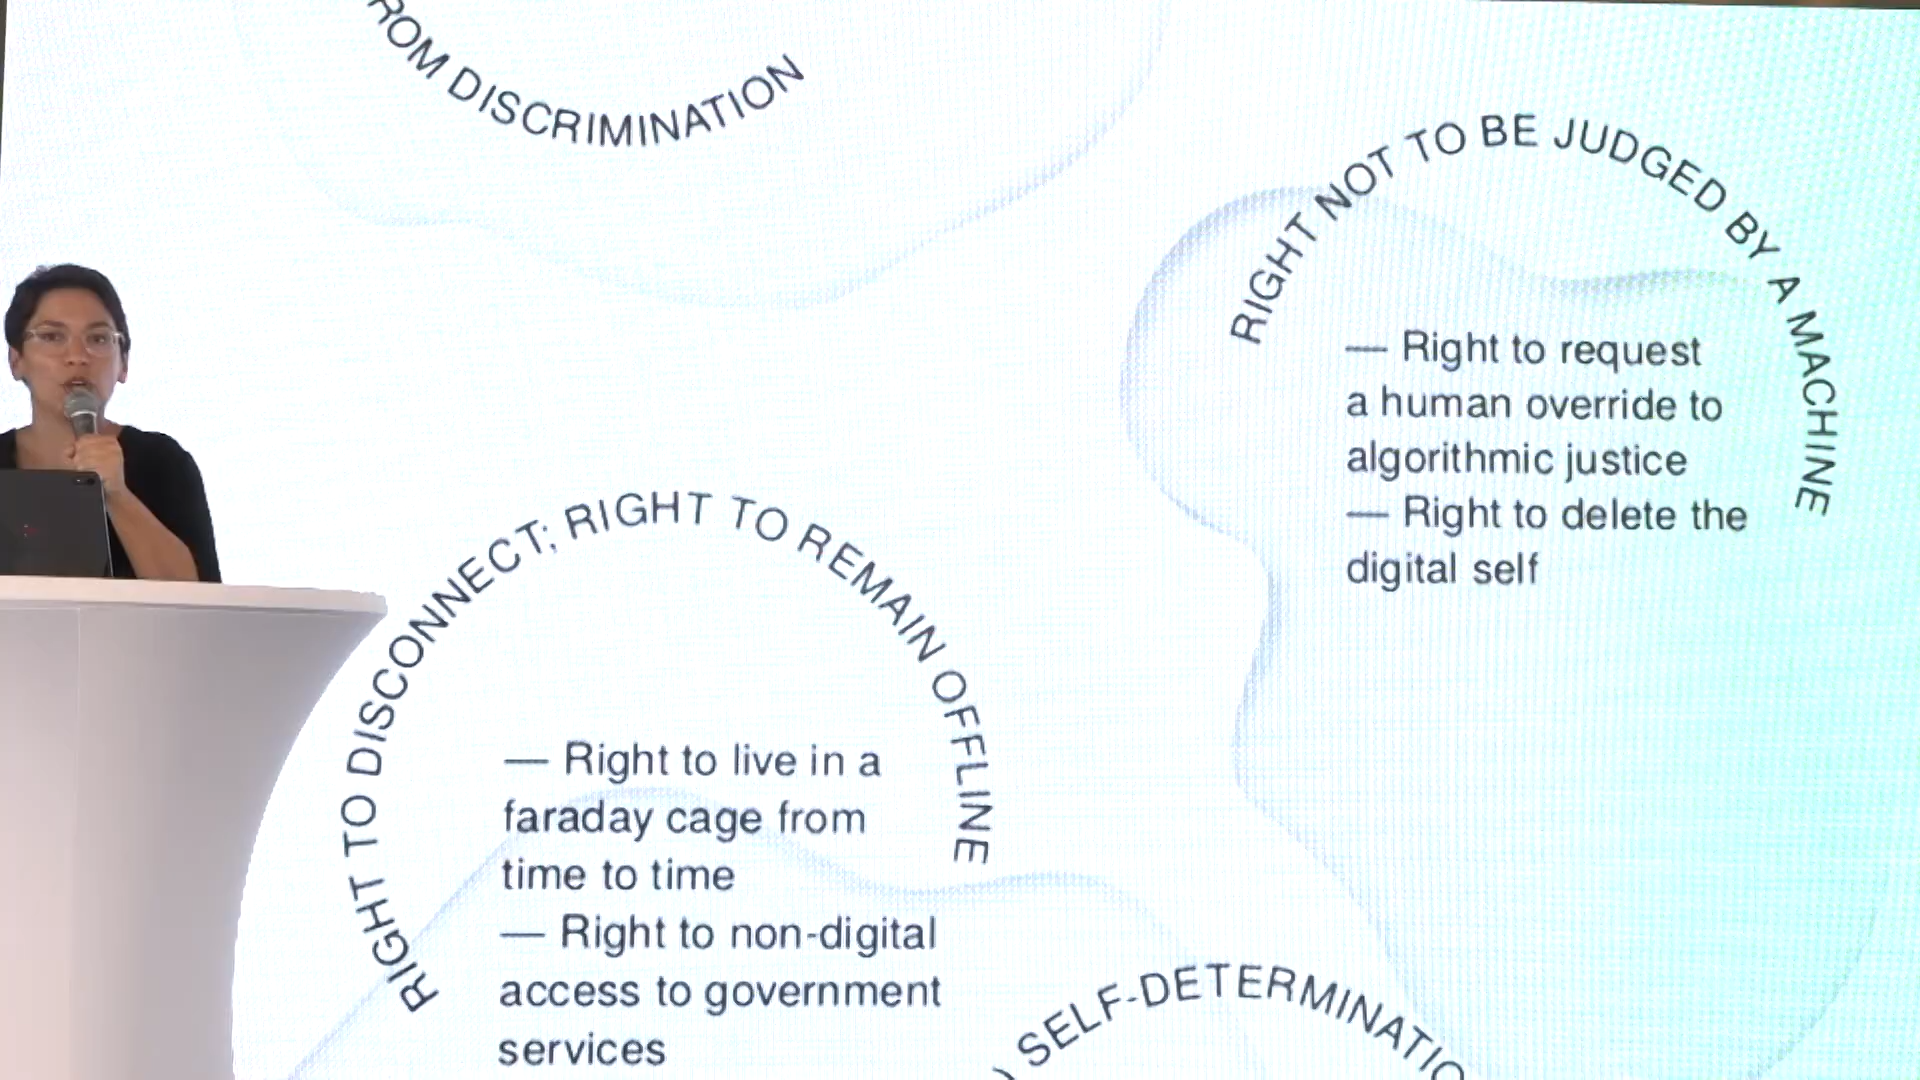 FROM DISCRIMINATION
RIGHT NOT TO BE JUDGED BY A MACHINE
— Right to request
a human override to
algorithmic justice
— Right to delete the
digital self
RIGHT TO DISCONNECT; RIGHT TO REMAIN OFFLINE
— Right to live in a
faraday cage from
time to time
— Right to non-digital
access to government
services
SELF-DETERMINATIO